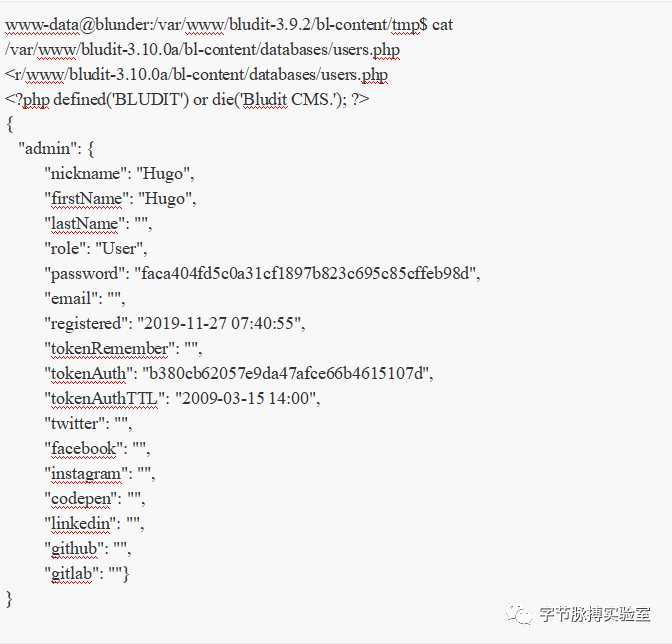 www-data@blunder:/var/www/bludit-3.9.2/bl-content/tmp$ cat
/var/www/bludit-3.10.0a/bl-content/databases/users.php
<r/www/bludit-3.10.0a/bl-content/databases/users.php
<?php defined('BLUDIT') or die('Bludit CMS.'); ?>
{
"admin": {
"nickname": "Hugo",
"firstName": "Hugo",
"lastName": "",
"role": "User",
"password": "faca404fd5c0a31cf1897b823c695c85cffeb98d",
"email": "",
"registered": "2019-11-27 07:40:55",
"tokenRemember": "",
"tokenAuth": "b380cb62057e9da47afce66b4615107d",
"tokenAuthTTL": "2009-03-15 14:00",
"twitter": "",
"facebook": "",
"instagram": "",
"codepen": "",
"linkedin": "",
"github": "",
"gitlab": ""}
}
字节脉搏实验室